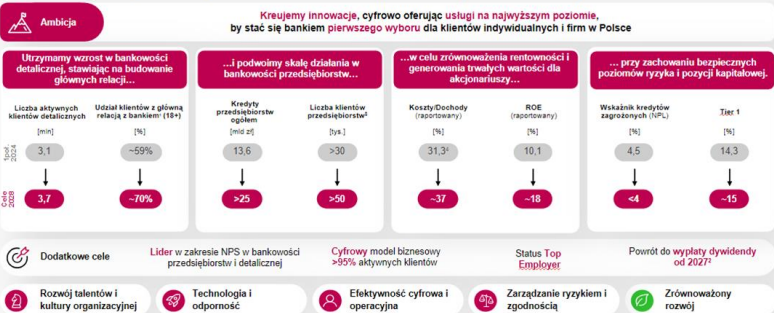 Ambicja
Kreujemy innowacje, cyfrowo oferując usługi na najwyższym poziomie,
by stać się bankiem pierwszego wyboru dla klientów indywidualnych i firm w Polsce
Utrzymamy wzrost w bankowości
detalicznej, stawiając na budowanie
głównych relacji…
Liczba aktywnych
klientów detalicznych
[mln]
Udział klientów z główną
relacją z bankiem¹ (18+)
[%]
1poł. 2024
3,1
~59%
Cele 2028
3,7
~70%
…i podwoimy skalę działania w
bankowości przedsiębiorstw…
Kredyty
przedsiębiorstw
ogółem
[mld zł]
Liczba klientów
przedsiębiorstw⁵
[tys.]
13,6
>30
>25
>50
…w celu zrównoważenia rentowności i
generowania trwałych wartości dla
akcjonariuszy…
Koszty/Dochody
(raportowany)
[%]
ROE
(raportowany)
[%]
31,3⁴
10,1
~37
~18
… przy zachowaniu bezpiecznych
poziomów ryzyka i pozycji kapitałowej.
Wskaźnik kredytów
zagrożonych (NPL)
[%]
Tier 1
[%]
4,5
14,3
<4
~15
Dodatkowe cele
Lider w zakresie NPS w bankowości
przedsiębiorstw i detalicznej
Cyfrowy model biznesowy
>95% aktywnych klientów
Status Top
Employer
Powrót do wypłaty dywidendy
od 2027²
Rozwój talentów i
kultury organizacyjnej
Technologia i
odporność
Efektywność cyfrowa i
operacyjna
Zarządzanie ryzykiem i
zgodnością
Zrównoważony
rozwój